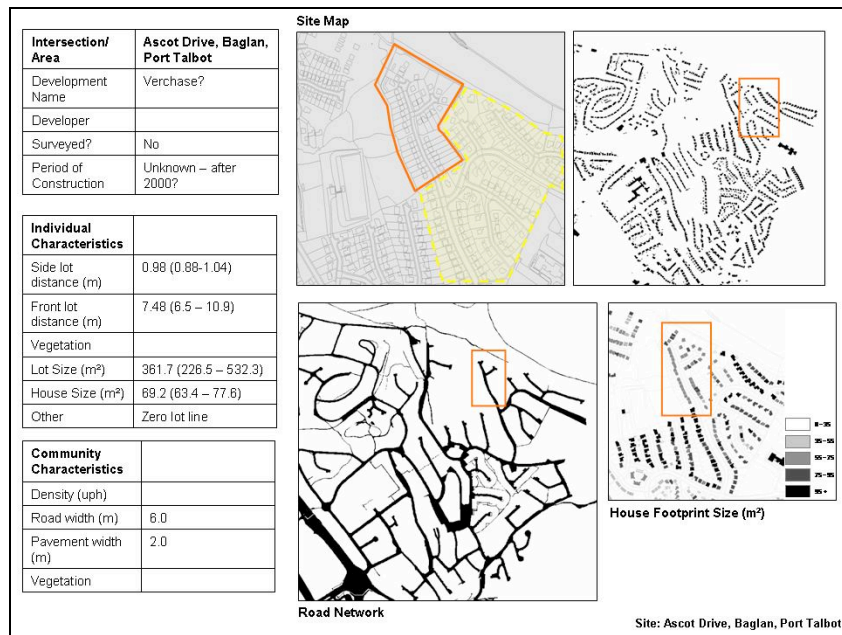 Intersection/ Ascot Drive, Baglan,
Area Port Talbot
Development Verchase?
Name
Developer
Surveyed? No
Period of Unknown – after
Construction 2000?
Individual
Characteristics
Side lot 0.98 (0.88-1.04)
distance (m)
Front lot 7.48 (6.5 – 10.9)
distance (m)
Vegetation
Lot Size (m²) 361.7 (226.5 – 532.3)
House Size (m²) 69.2 (63.4 – 77.6)
Other Zero lot line
Community
Characteristics
Density (uph)
Road width (m) 6.0
Pavement width 2.0
(m)
Vegetation
Site Map
Road Network
0-35
35-55
55-75
75-95
95+
House Footprint Size (m²)
Site: Ascot Drive, Baglan, Port Talbot